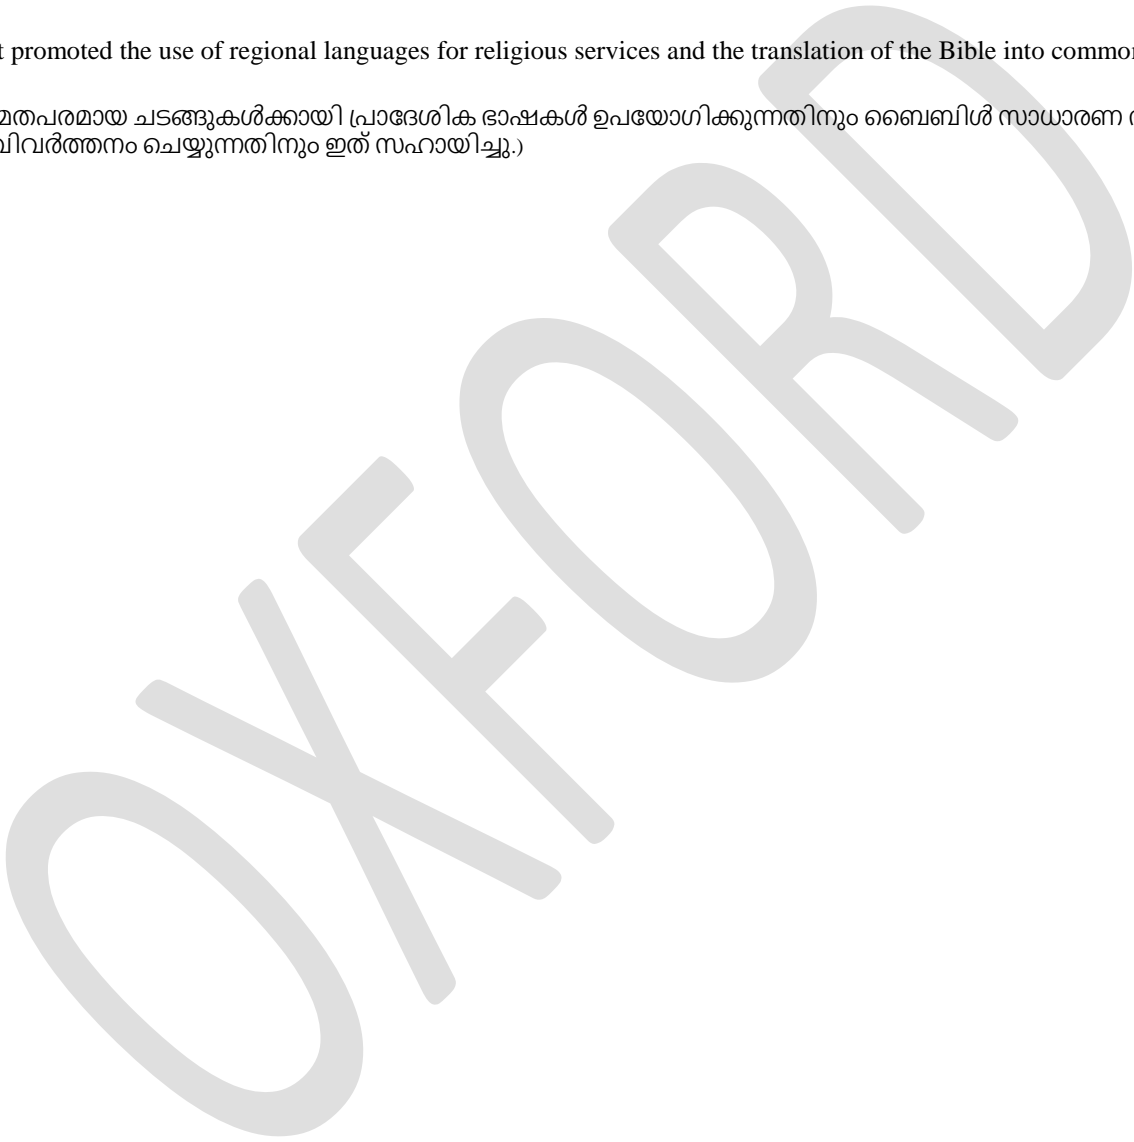 promoted the use of regional languages for religious services and the translation of the Bible into common
മതപരമായ ചടങ്ങുകൾക്കായി പ്രാദേശിക ഭാഷകൾ ഉപയോഗിക്കുന്നതിനും ബൈബിൾ സാധാരണ
വിവർത്തനം ചെയ്യുന്നതിനും ഇത് സഹായിച്ചു.)
OXFORD